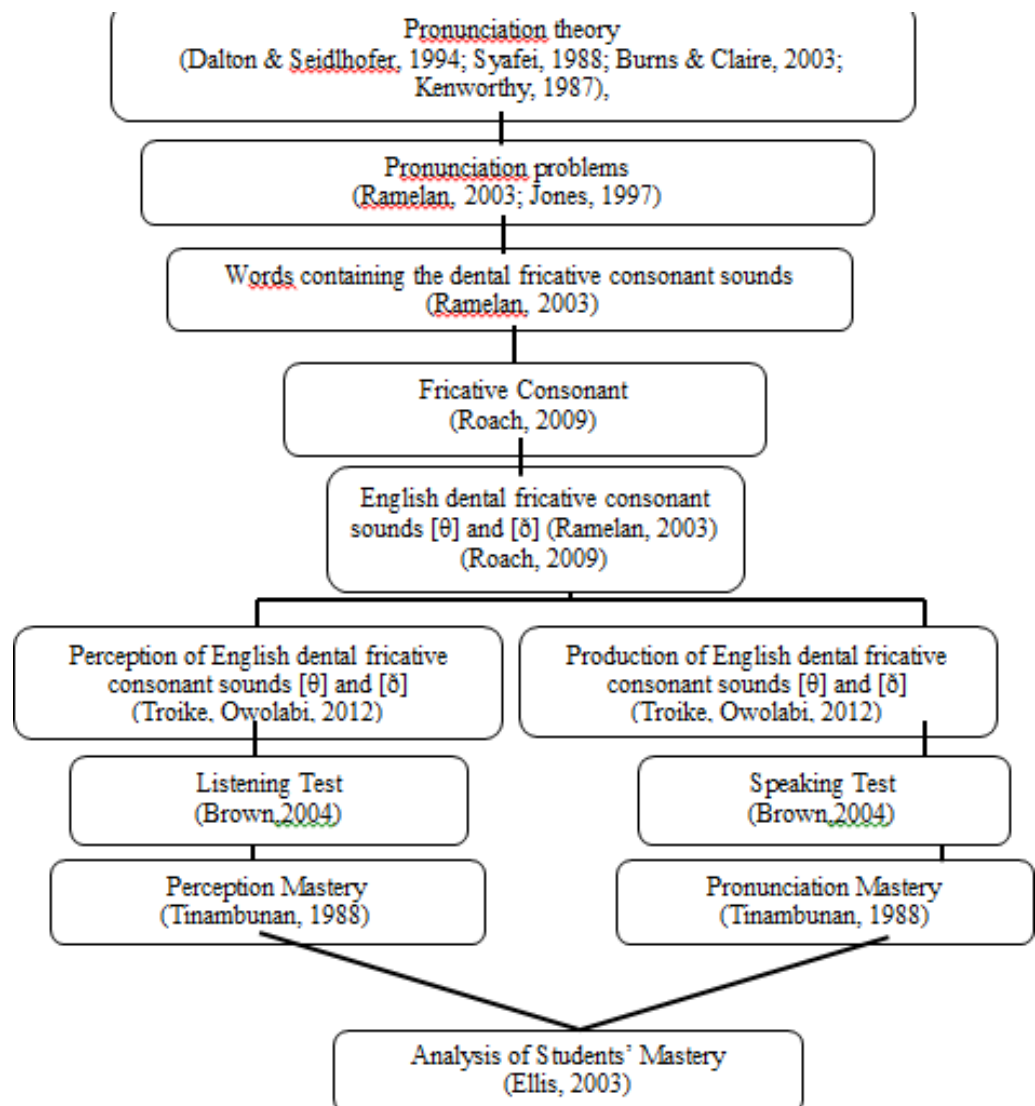 Pronunciation theory
(Dalton & Seidlhofer, 1994; Syafei, 1988; Burns & Claire, 2003;
Kenworthy, 1987),
Pronunciation problems
(Ramelan, 2003; Jones, 1997)
Words containing the dental fricative consonant sounds
(Ramelan, 2003)
Fricative Consonant
(Roach, 2009)
English dental fricative consonant
sounds [θ] and [ð] (Ramelan, 2003)
(Roach, 2009)
Perception of English dental fricative
consonant sounds [θ] and [ð]
(Troike, Owolabi, 2012)
Production of English dental fricative
consonant sounds [θ] and [ð]
(Troike, Owolabi, 2012)
Listening Test
(Brown,2004)
Speaking Test
(Brown,2004)
Perception Mastery
(Tinambunan, 1988)
Pronunciation Mastery
(Tinambunan, 1988)
Analysis of Students’ Mastery
(Ellis, 2003)